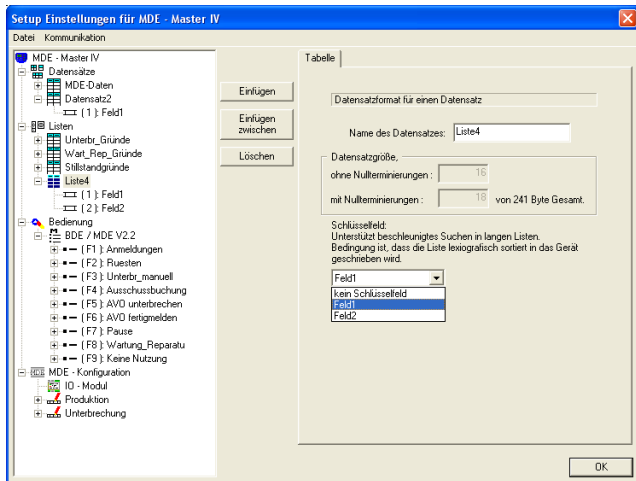 Setup Einstellungen für MDE - Master IV
Datei Kommunikation
MDE - Master IV
Datensätze
MDE-Daten
Datensatz2
( 1 ): Feld1
Listen
Unterbr_Gründe
Wart_Rep_Gründe
Stillstandgründe
Liste4
( 1 ): Feld1
( 2 ): Feld2
Bedienung
BDE / MDE V2.2
( F1 ): Anmeldungen
( F2 ): Ruesten
( F3 ): Unterbr_manuell
( F4 ): Ausschussbuchung
( F5 ): AVO unterbrechen
( F6 ): AVO fertigmelden
( F7 ): Pause
( F8 ): Wartung_Reparatu
( F9 ): Keine Nutzung
MDE - Konfiguration
IO - Modul
Produktion
Unterbrechung
Einfügen
Einfügen
zwischen
Löschen
Tabelle
Datensatzformat für einen Datensatz
Name des Datensatzes: Liste4
Datensatzgröße,
ohne Nullterminierungen : 16
mit Nullterminierungen : 18 von 241 Byte Gesamt.
Schlüsselfeld:
Unterstützt beschleunigtes Suchen in langen Listen.
Bedingung ist, dass die Liste lexiografisch sortiert in das Gerät
geschrieben wird.
Feld1
kein Schlüsselfeld
Feld1
Feld2
OK